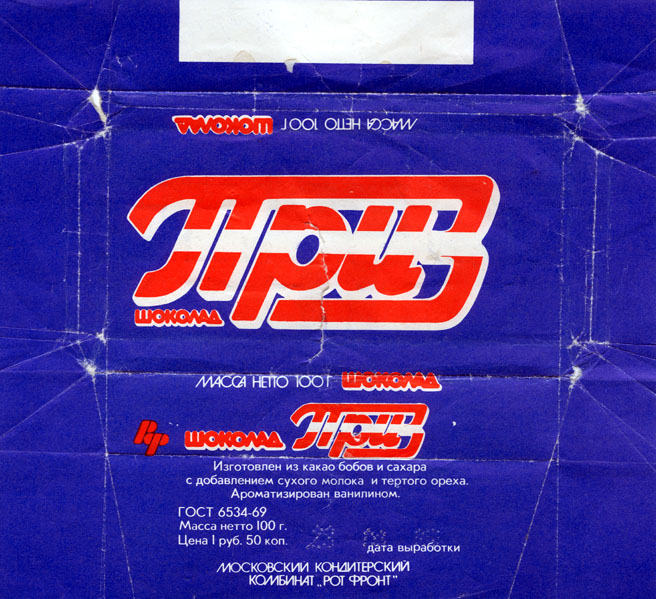 МАССА НЕТТО 100 Г ШОКОЛАД
Приз
ШОКОЛАД
МАССА НЕТТО 100 Г ШОКОЛАД
РФ ШОКОЛАД Приз
Изготовлен из какао бобов и сахара
с добавлением сухого молока и тертого ореха.
Ароматизирован ванилином.
ГОСТ 6534-69
Масса нетто 100 г.
Цена 1 руб. 50 коп.
дата выработки
МОСКОВСКИЙ КОНДИТЕРСКИЙ
КОМБИНАТ „РОТ ФРОНТ"